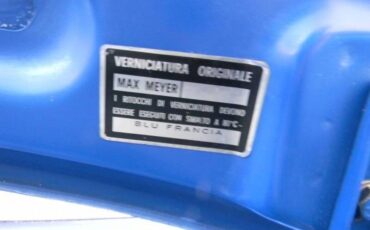 VERNICIATURA ORIGINALE
MAX MEYER
I RITOCCHI DI VERNICIATURA DEVONO
ESSERE ESEGUITI CON SMALTO A 80°C-
BLU FRANCIA